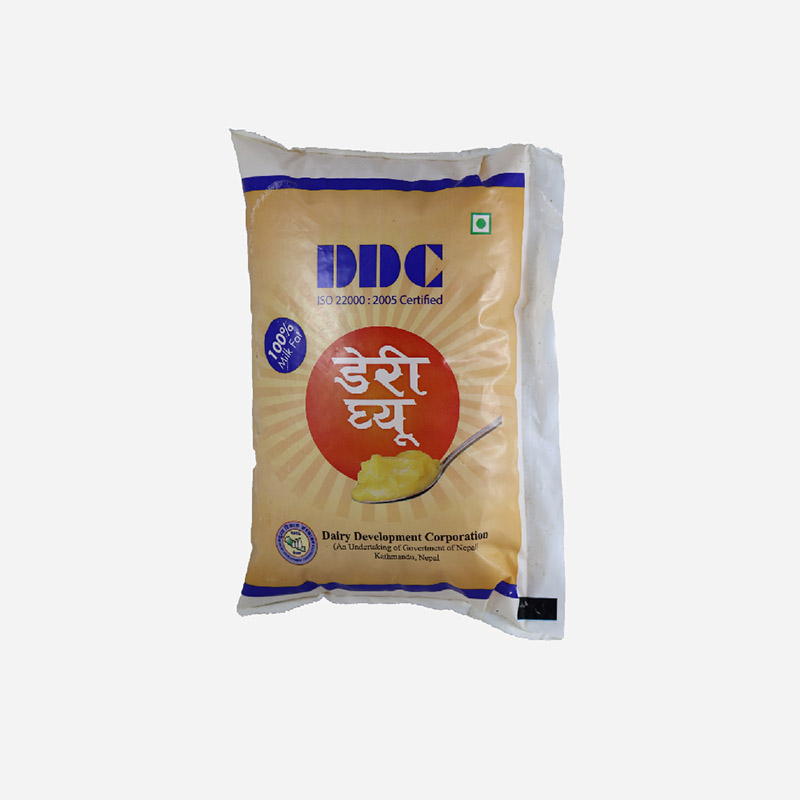 DDC
ISO 22000 : 2005 Certified
100%
Milk Fat
डेरी
घ्यू
Dairy Development Corporation
(An Undertaking of Government of Nepal)
Kathmandu, Nepal